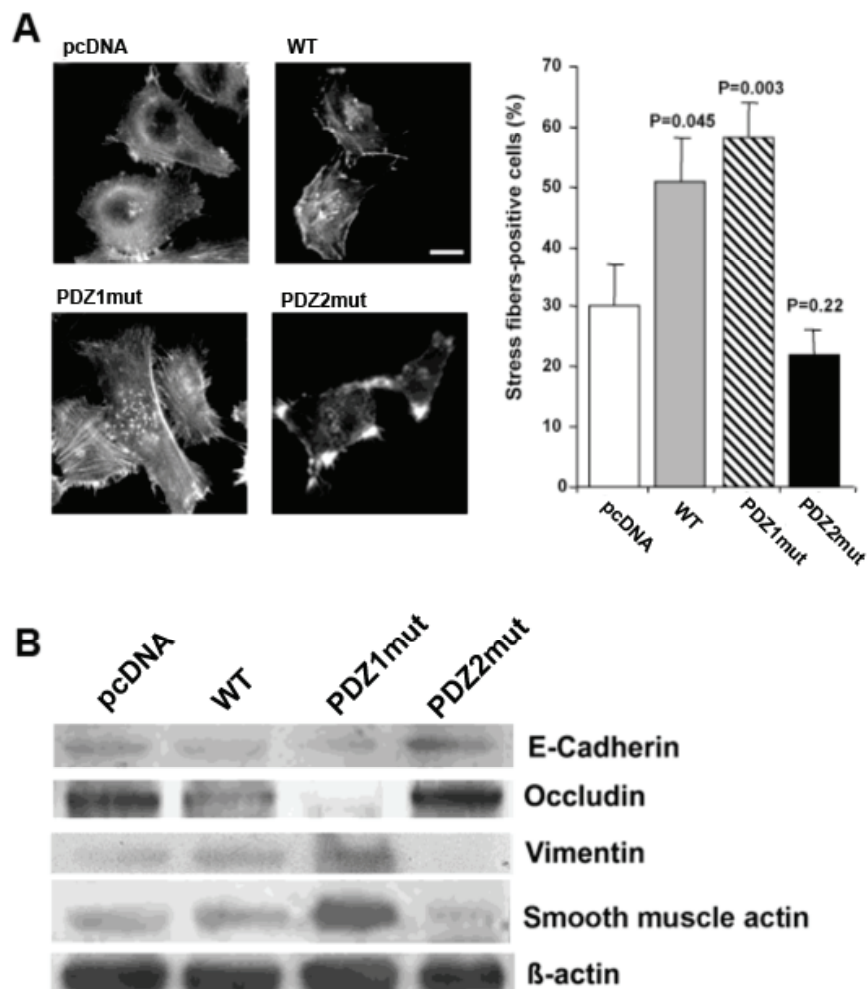 A
pcDNA
WT
PDZ1mut
PDZ2mut
Stress fibers-positive cells (%)
70
60
50
40
30
20
10
0
P=0.045
P=0.003
P=0.22
pcDNA
WT
PDZ1mut
PDZ2mut
B
pcDNA
WT
PDZ1mut
PDZ2mut
E-Cadherin
Occludin
Vimentin
Smooth muscle actin
ß-actin